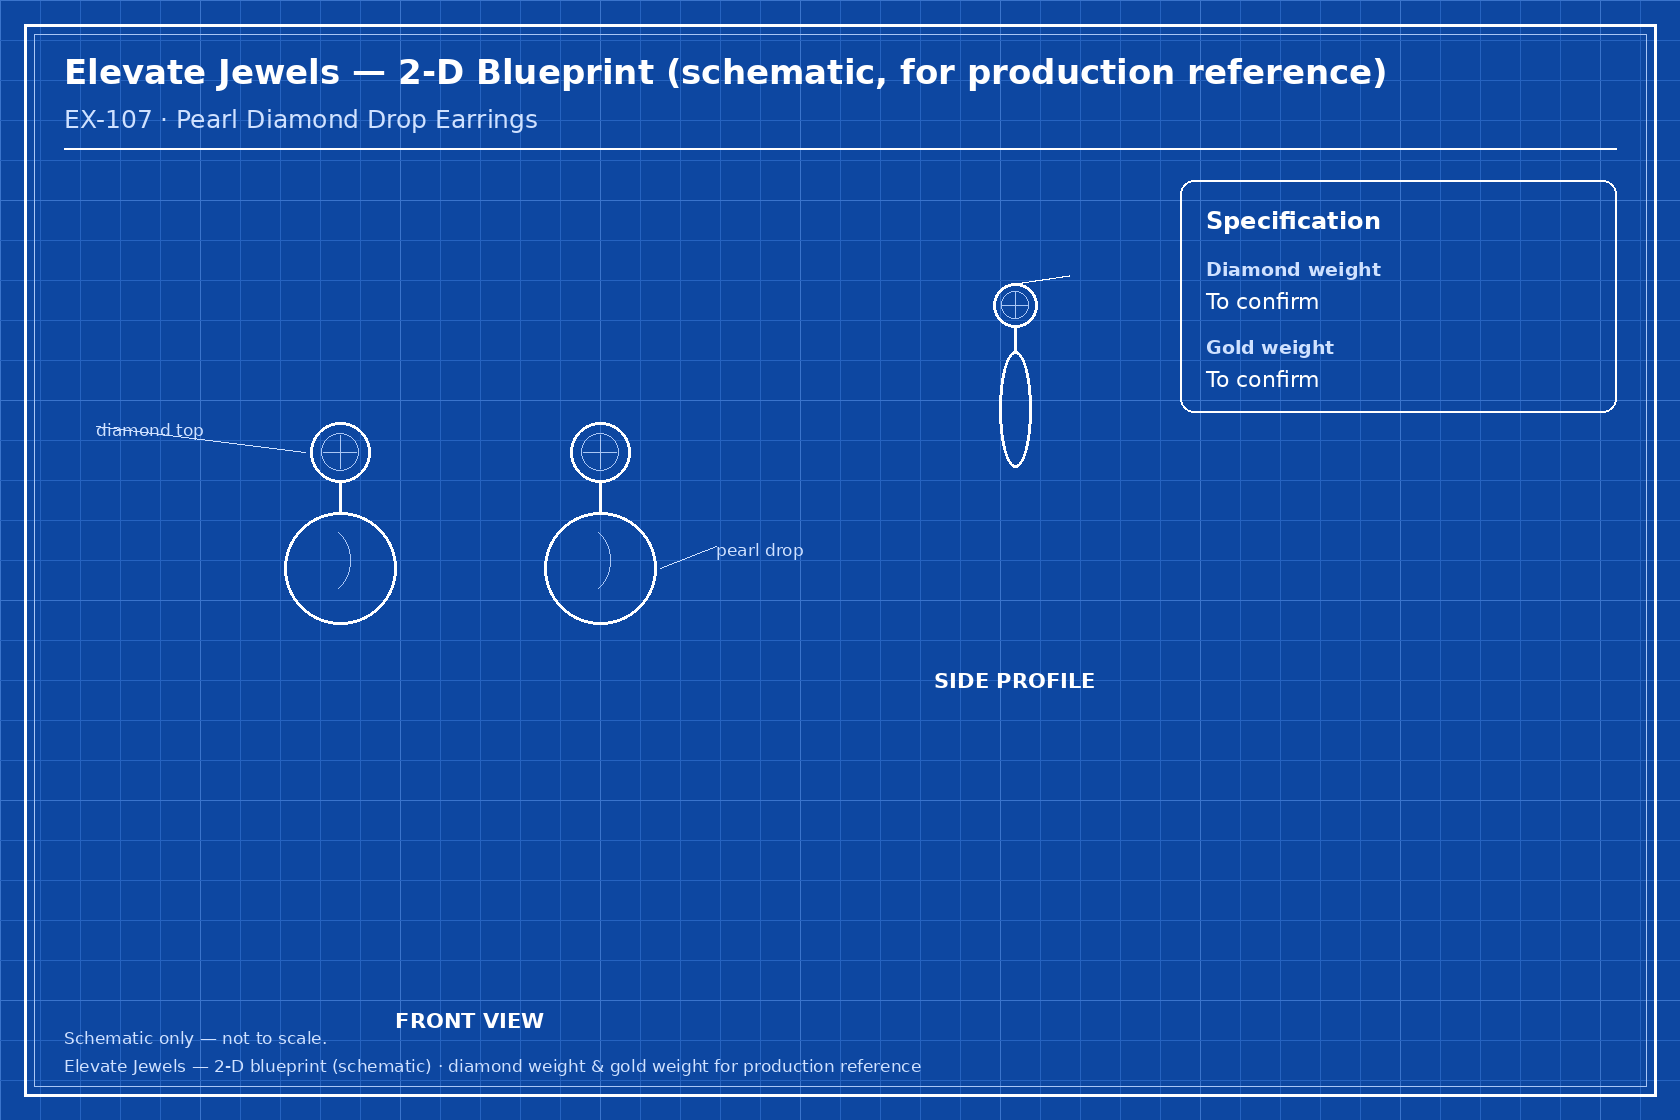 Elevate Jewels — 2-D Blueprint (schematic, for production reference)
EX-107 · Pearl Diamond Drop Earrings
Specification
Diamond weight
To confirm
Gold weight
To confirm
diamond top
pearl drop
SIDE PROFILE
FRONT VIEW
Schematic only — not to scale.
Elevate Jewels — 2-D blueprint (schematic) · diamond weight & gold weight for production reference